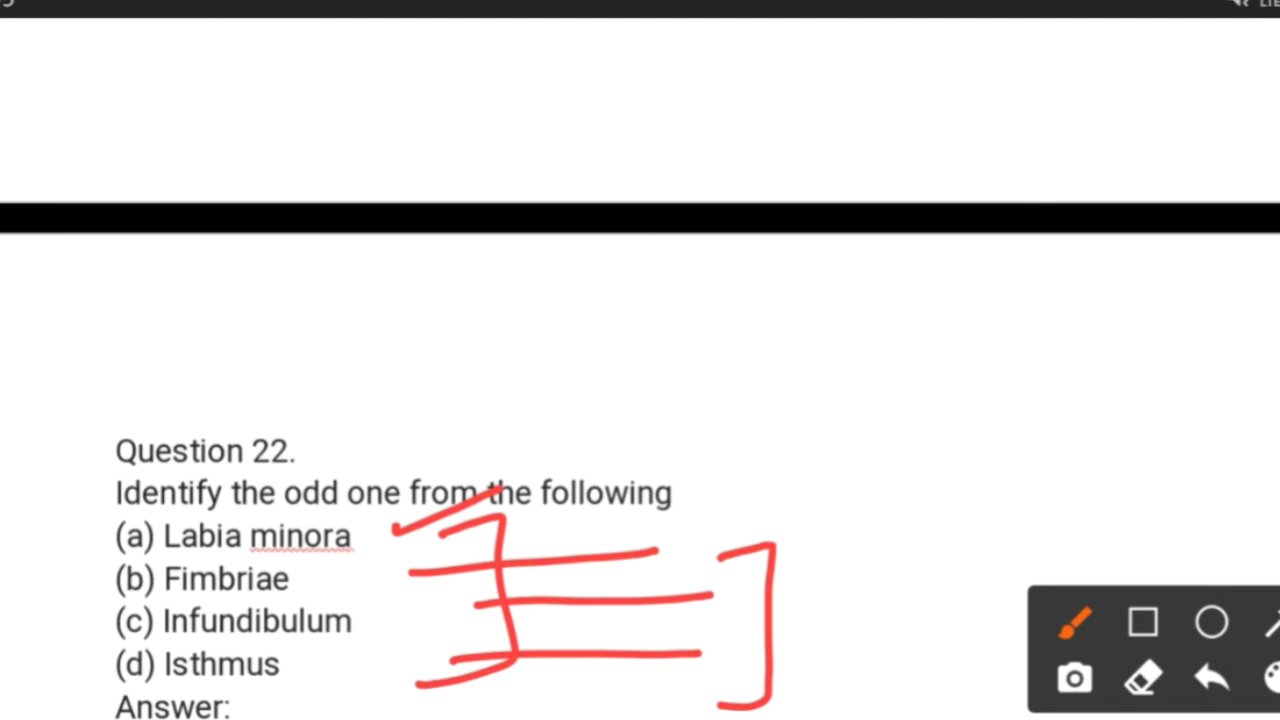 Question 22.
Identify the odd one from the following
(a) Labia minora
(b) Fimbriae
(c) Infundibulum
(d) Isthmus
Answer: